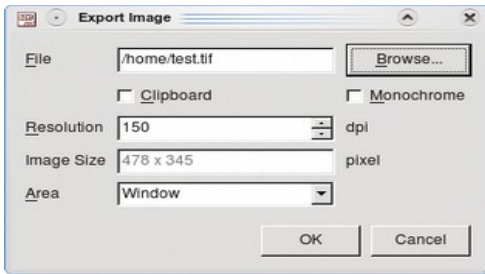 Export Image
File /home/test.tif Browse...
Clipboard Monochrome
Resolution 150 dpi
Image Size 478 x 345 pixel
Area Window
OK Cancel